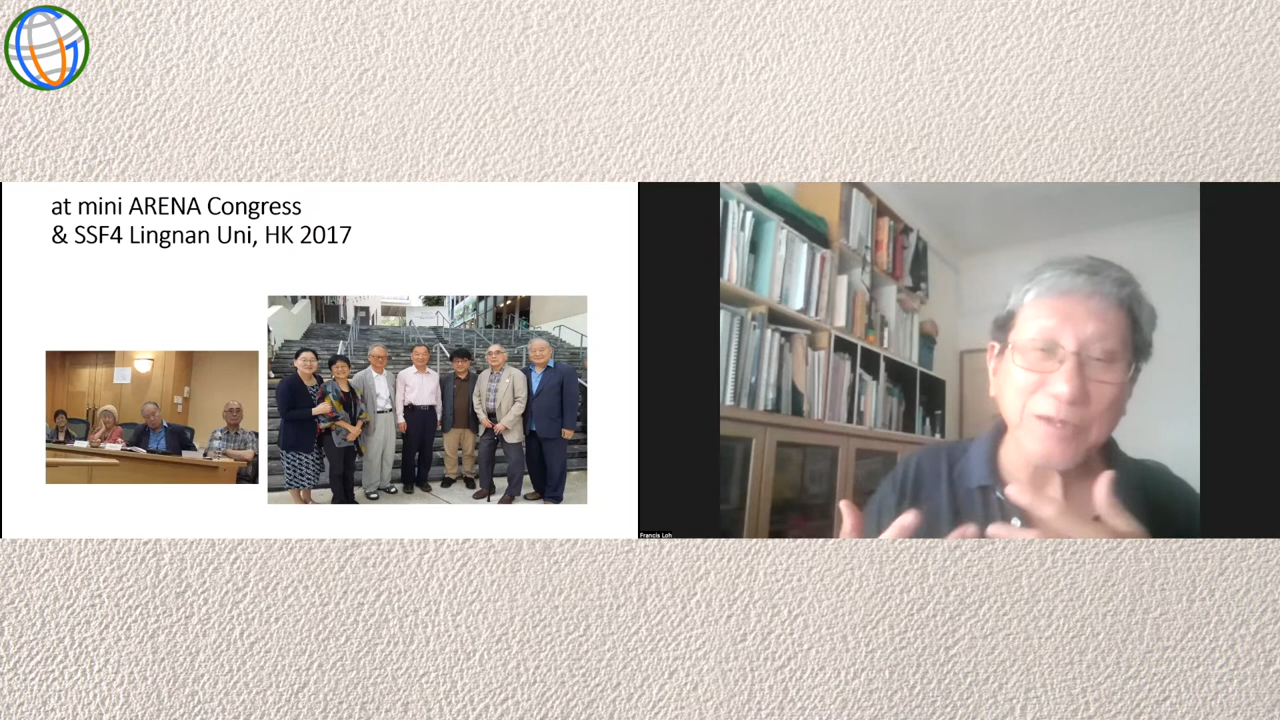 at mini ARENA Congress
& SSF4 Lingnan Uni, HK 2017
Francis Loh